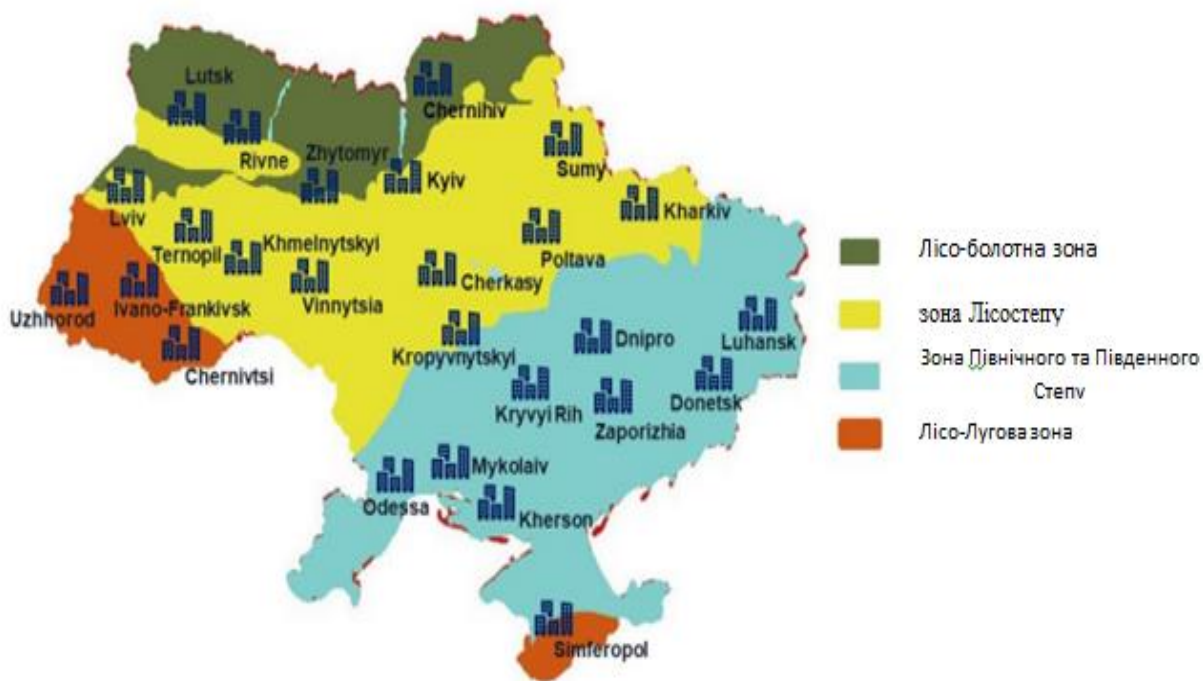 Lutsk
Chernihiv
Rivne
Zhytomyr
Kyiv
Sumy
Lviv
Kharkiv
Ternopil
Khmelnytskyi
Poltava
Vinnytsia
Cherkasy
Uzhhorod
Ivano-Frankivsk
Chernivtsi
Kropyvnytskyi
Dnipro
Luhansk
Kryvyi Rih
Zaporizhia
Donetsk
Mykolaiv
Odessa
Kherson
Simferopol
Лісо-болотна зона
зона Лісостепу
Зона Північного та Південного
Степу
Лісо-Лугова зона